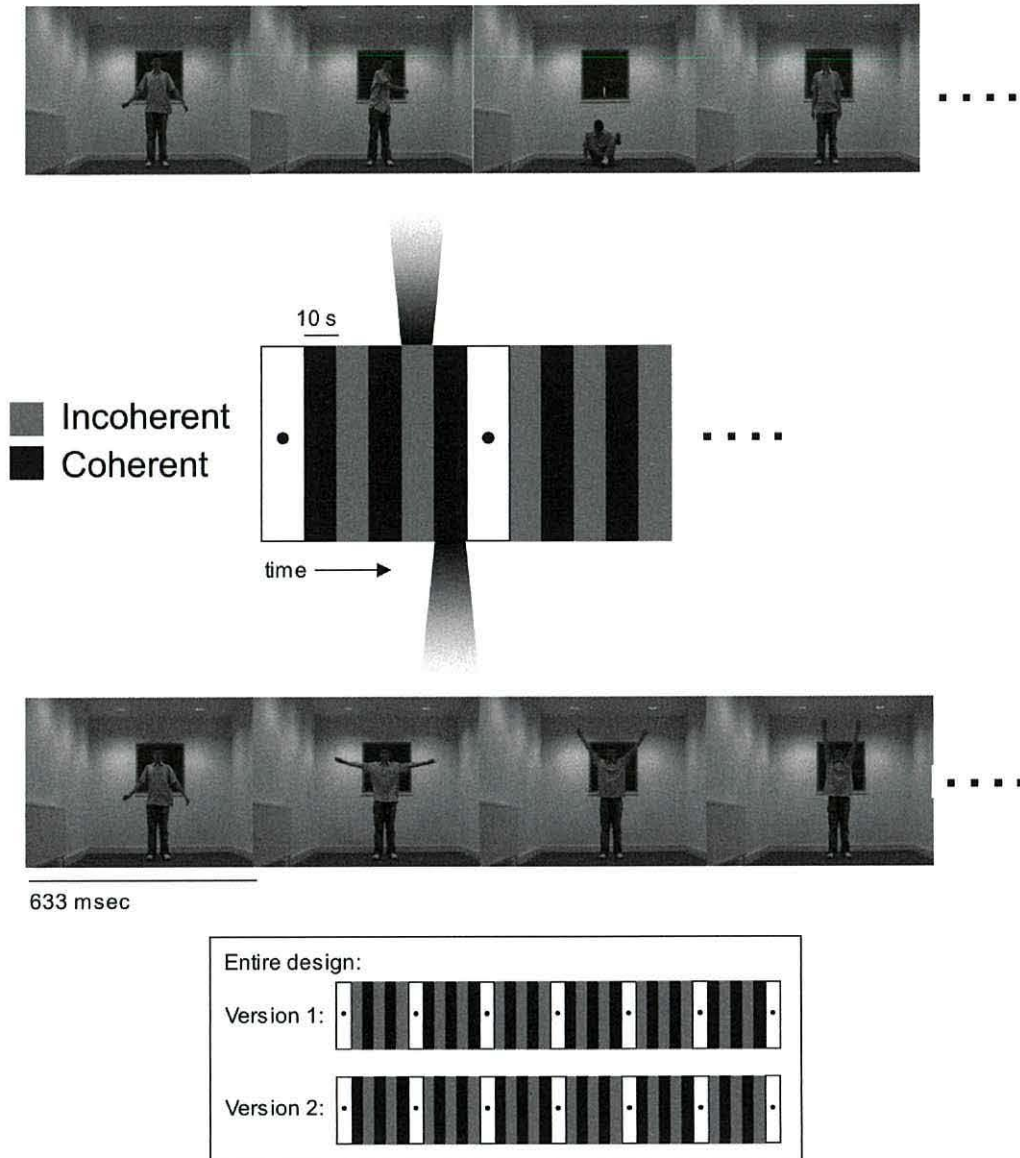 10 s
Incoherent
Coherent
time
633 msec
Entire design:
Version 1:
Version 2: